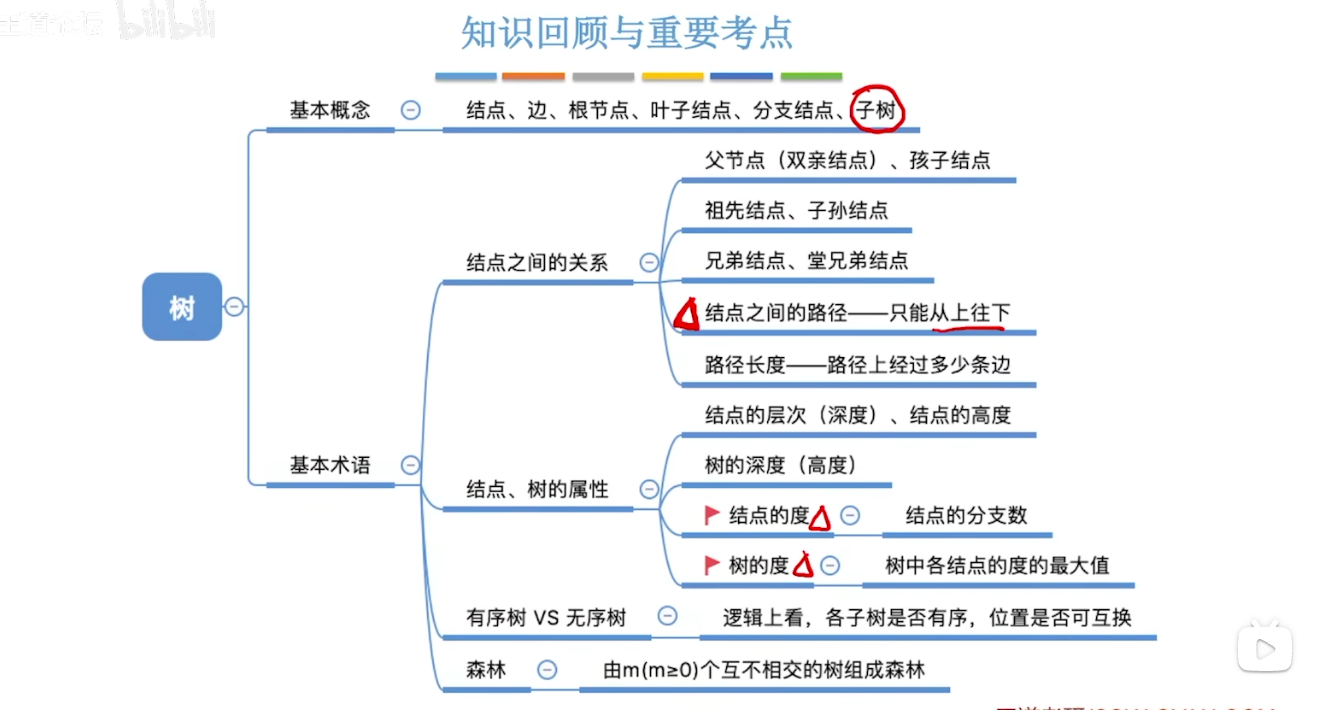 bilibili
知识回顾与重要考点
基本概念
结点、边、根节点、叶子结点、分支结点、子树
父节点（双亲结点）、孩子结点
祖先结点、子孙结点
结点之间的关系
兄弟结点、堂兄弟结点
树
结点之间的路径——只能从上往下
路径长度——路径上经过多少条边
结点的层次（深度）、结点的高度
基本术语
树的深度（高度）
结点、树的属性
结点的度
结点的分支数
树的度
树中各结点的度的最大值
有序树 VS 无序树
逻辑上看，各子树是否有序，位置是否可互换
森林
由m(m≥0)个互不相交的树组成森林